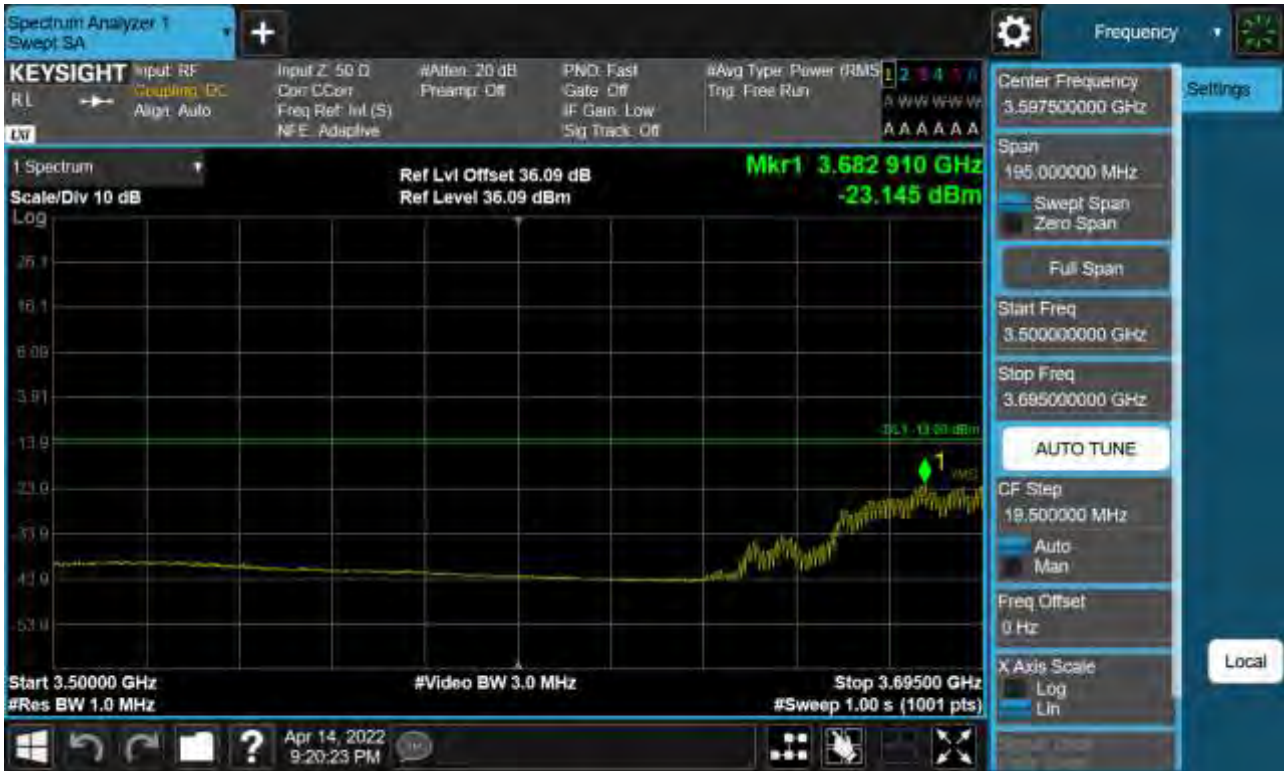 Spectrum Analyzer 1
Swept SA
Frequency
KEYSIGHT
RL
Input: RF
Coupling: DC
Align: Auto
Input Z: 50 Ω
Corr CCorr
Freq Ref: Int (S)
NFE: Adaptive
#Atten: 20 dB
Preamp: Off
PNO: Fast
Gate: Off
IF Gain: Low
Sig Track: Off
#Avg Type: Power (RMS
Trig: Free Run
A W W W W W
A A A A A A
LXI
1 Spectrum
Scale/Div 10 dB
Log
Ref Lvl Offset 36.09 dB
Ref Level 36.09 dBm
Mkr1 3.682 910 GHz
-23.145 dBm
26.1
16.1
6.09
-3.91
-13.9
-23.9
-33.9
-43.9
-53.9
DL1 -13.00 dBm
1
Start 3.50000 GHz
#Res BW 1.0 MHz
#Video BW 3.0 MHz
Stop 3.69500 GHz
#Sweep 1.00 s (1001 pts)
Center Frequency
3.597500000 GHz
Settings
Span
195.000000 MHz
Swept Span
Zero Span
Full Span
Start Freq
3.500000000 GHz
Stop Freq
3.695000000 GHz
AUTO TUNE
CF Step
19.500000 MHz
Auto
Man
Freq Offset
0 Hz
X Axis Scale
Log
Lin
Local
?
Apr 14, 2022
9:20:23 PM